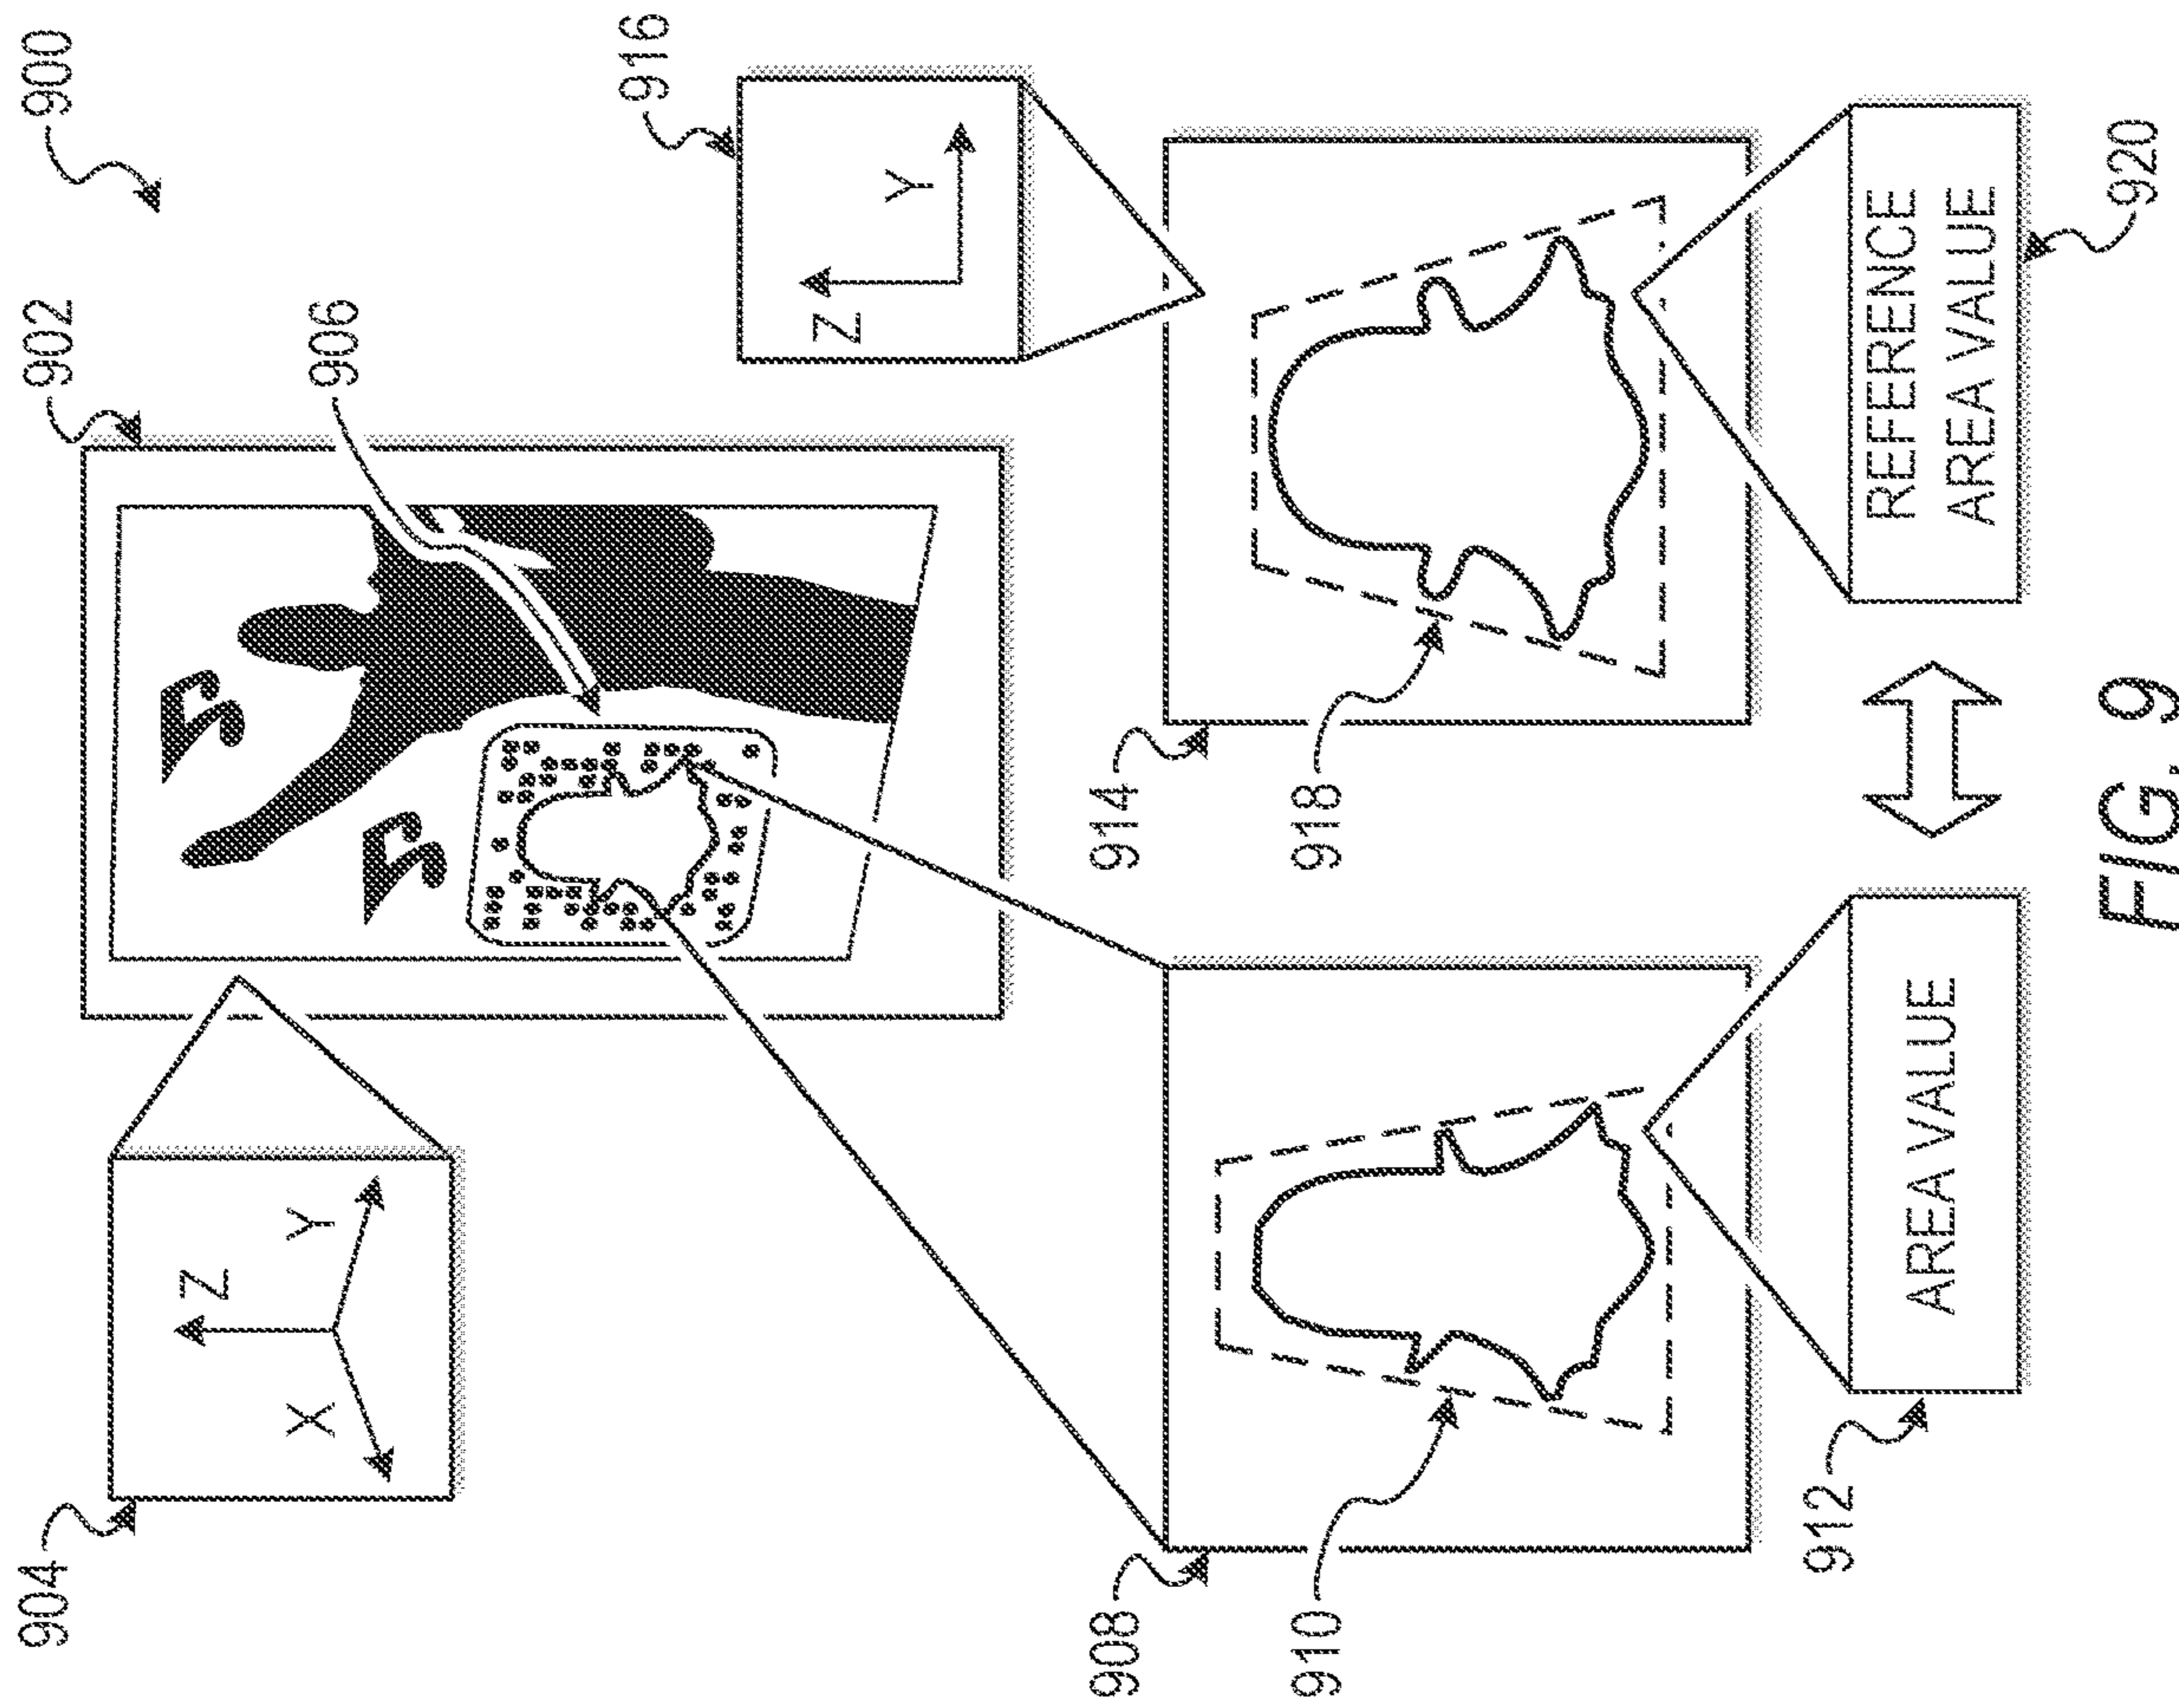 900
902
904
Z
X
Y
906
916
Z
Y
908
910
914
918
AREA VALUE
REFERENCE
AREA VALUE
912
920
FIG. 9